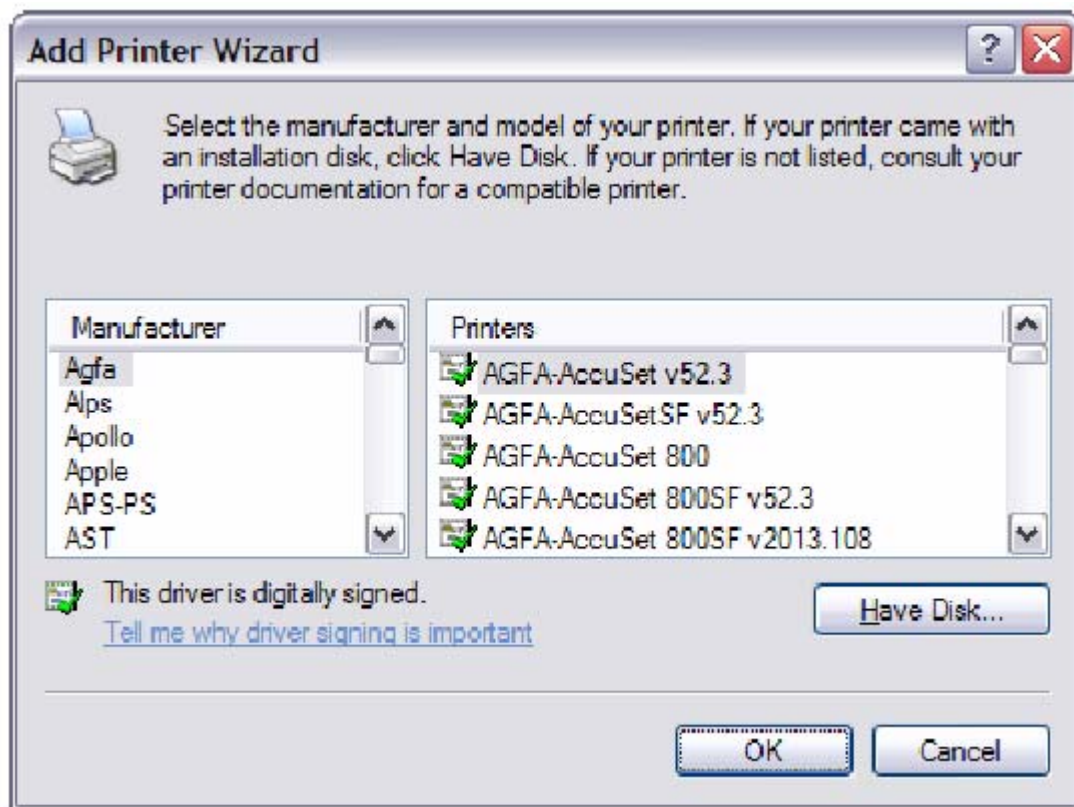 Add Printer Wizard
Select the manufacturer and model of your printer. If your printer came with
an installation disk, click Have Disk. If your printer is not listed, consult your
printer documentation for a compatible printer.
Manufacturer
Agfa
Alps
Apollo
Apple
APS-PS
AST
Printers
AGFA-AccuSet v52.3
AGFA-AccuSetSF v52.3
AGFA-AccuSet 800
AGFA-AccuSet 800SF v52.3
AGFA-AccuSet 800SF v2013.108
This driver is digitally signed.
Tell me why driver signing is important
Have Disk...
OK
Cancel